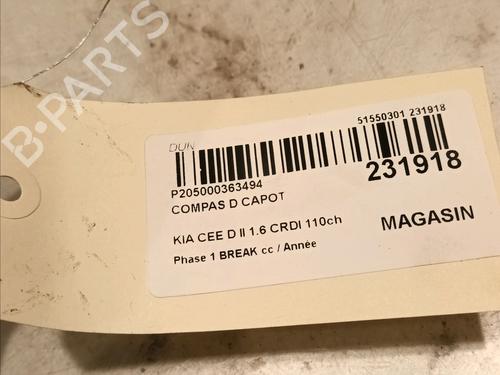 B-PARTS
DUN
51550301 231918
P205000363494
231918
COMPAS D CAPOT
KIA CEE D II 1.6 CRDI 110ch
MAGASIN
Phase 1 BREAK cc / Année